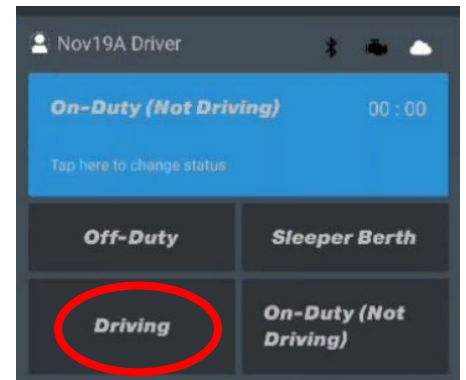 Nov19A Driver
On-Duty (Not Driving) 00 : 00
Tap here to change status
Off-Duty
Sleeper Berth
Driving
On-Duty (Not
Driving)